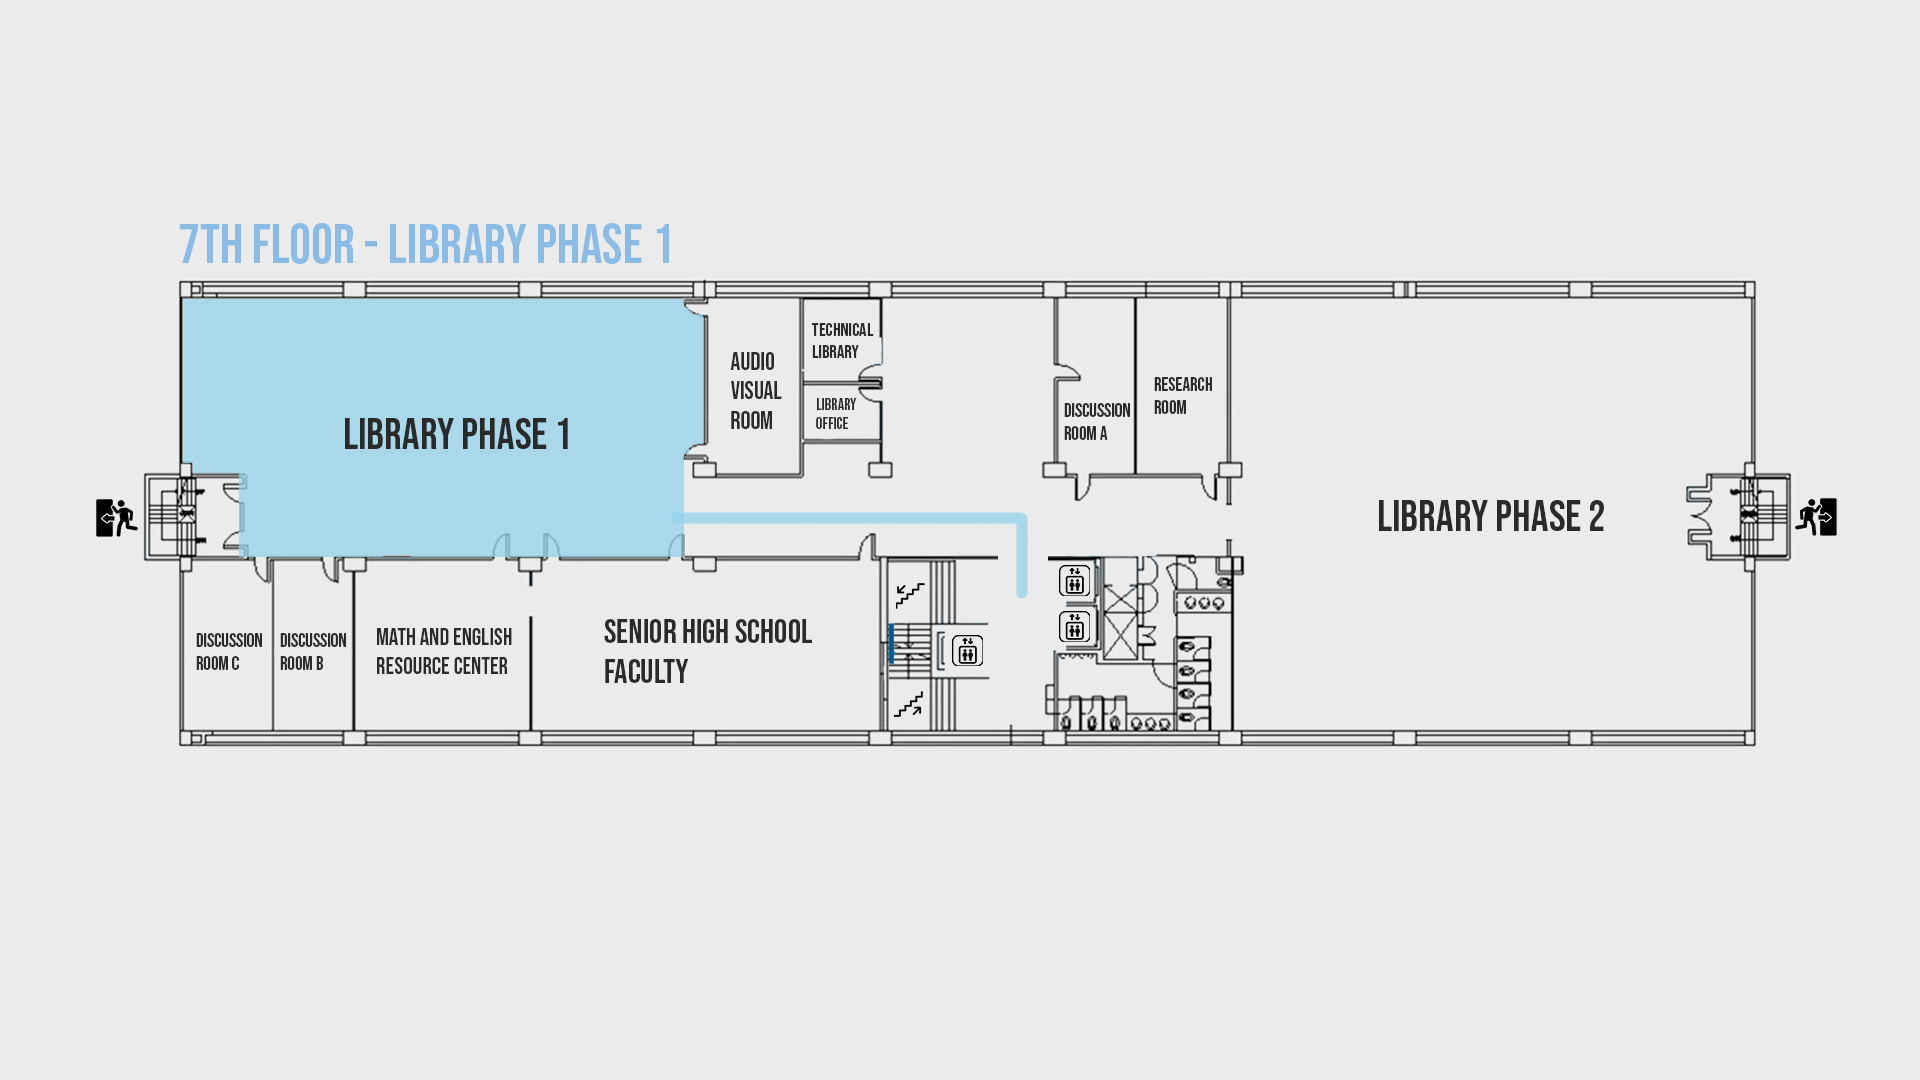 7TH FLOOR - LIBRARY PHASE 1
LIBRARY PHASE 1
AUDIO
VISUAL
ROOM
TECHNICAL
LIBRARY
LIBRARY
OFFICE
DISCUSSION
ROOM A
RESEARCH
ROOM
LIBRARY PHASE 2
DISCUSSION
ROOM C
DISCUSSION
ROOM B
MATH AND ENGLISH
RESOURCE CENTER
SENIOR HIGH SCHOOL
FACULTY